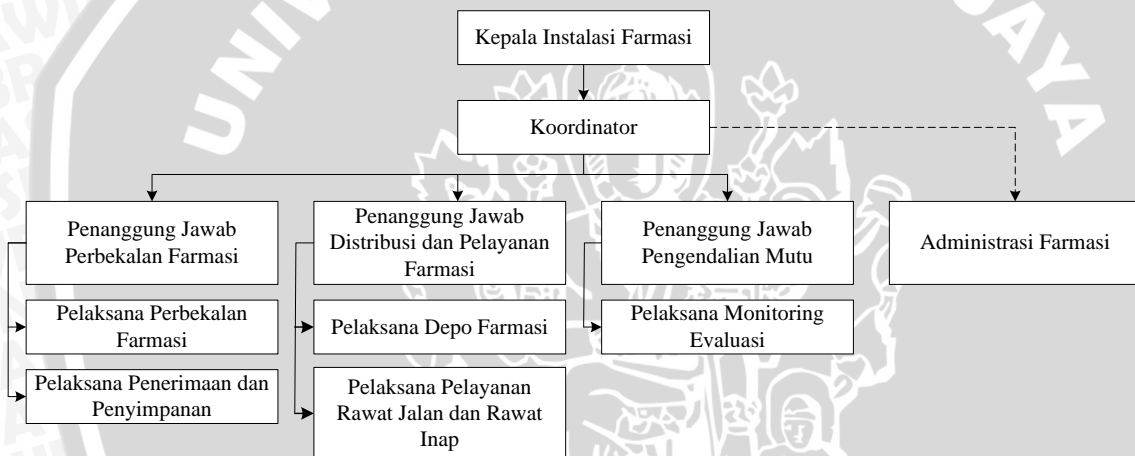 Kepala Instalasi Farmasi
Koordinator
Penanggung Jawab
Perbekalan Farmasi
Penanggung Jawab
Distribusi dan Pelayanan
Farmasi
Penanggung Jawab
Pengendalian Mutu
Administrasi Farmasi
Pelaksana Perbekalan
Farmasi
Pelaksana Depo Farmasi
Pelaksana Monitoring
Evaluasi
Pelaksana Penerimaan dan
Penyimpanan
Pelaksana Pelayanan
Rawat Jalan dan Rawat
Inap